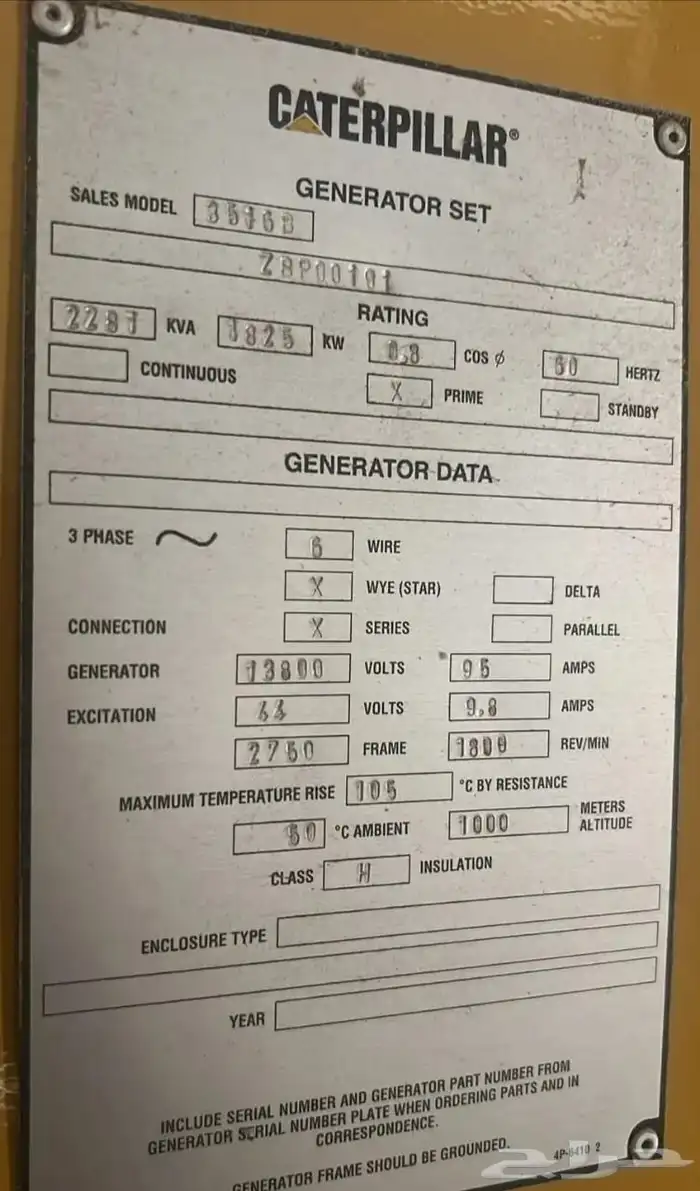 CATERPILLAR®
GENERATOR SET
SALES MODEL 3516B
Z8P00101
RATING
2281 KVA 1825 KW 0.8 COS ø 60 HERTZ
CONTINUOUS X PRIME STANDBY
GENERATOR DATA
3 PHASE 6 WIRE
X WYE (STAR) DELTA
CONNECTION X SERIES PARALLEL
GENERATOR 13800 VOLTS 95 AMPS
EXCITATION 44 VOLTS 9.8 AMPS
2750 FRAME 1800 REV/MIN
MAXIMUM TEMPERATURE RISE 105 °C BY RESISTANCE
50 °C AMBIENT 1000 METERS ALTITUDE
CLASS H INSULATION
ENCLOSURE TYPE
YEAR
INCLUDE SERIAL NUMBER AND GENERATOR PART NUMBER FROM
GENERATOR SERIAL NUMBER PLATE WHEN ORDERING PARTS AND IN
CORRESPONDENCE.
GENERATOR FRAME SHOULD BE GROUNDED.
4P-8410 2
حراج